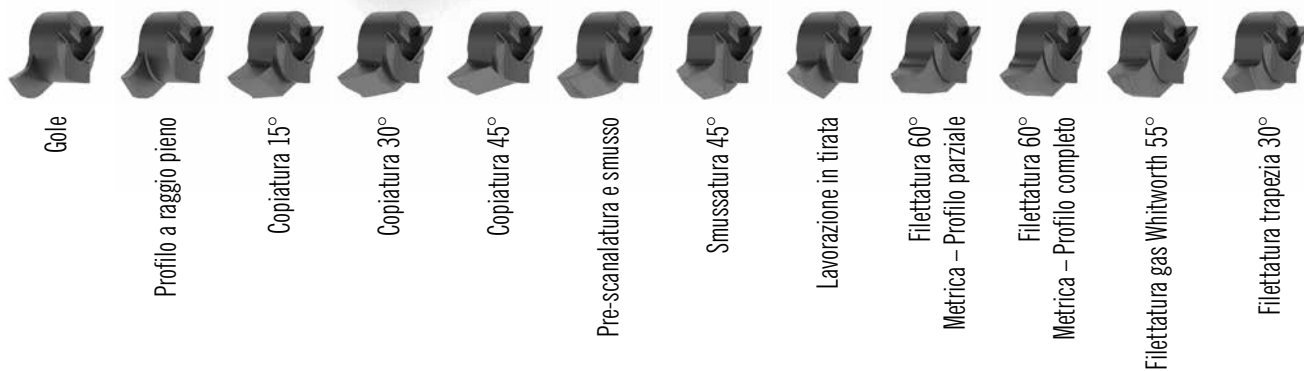 Gole
Profilo a raggio pieno
Copiatura 15°
Copiatura 30°
Copiatura 45°
Pre-scanalatura e smusso
Smussatura 45°
Lavorazione in tirata
Filettatura 60°
Metrica – Profilo parziale
Filettatura 60°
Metrica – Profilo completo
Filettatura gas Whitworth 55°
Filettatura trapezia 30°